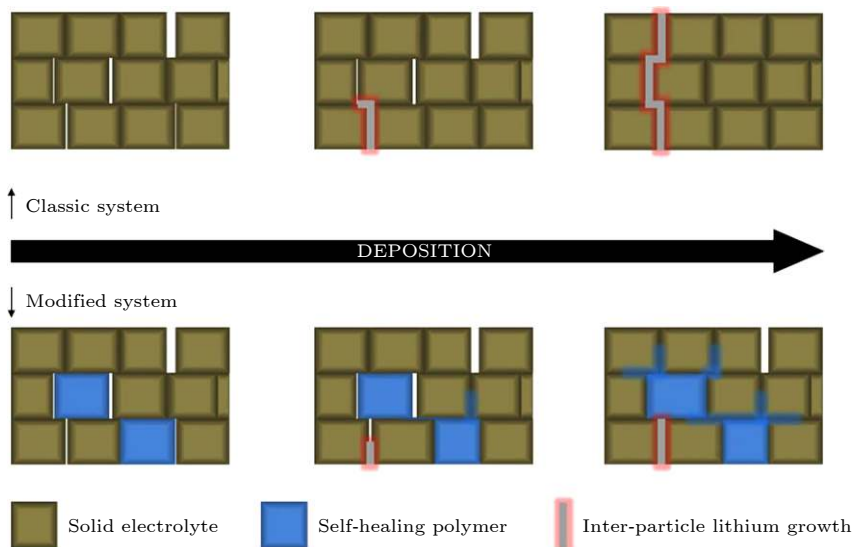 ↑ Classic system
DEPOSITION
↓ Modified system
Solid electrolyte
Self-healing polymer
Inter-particle lithium growth